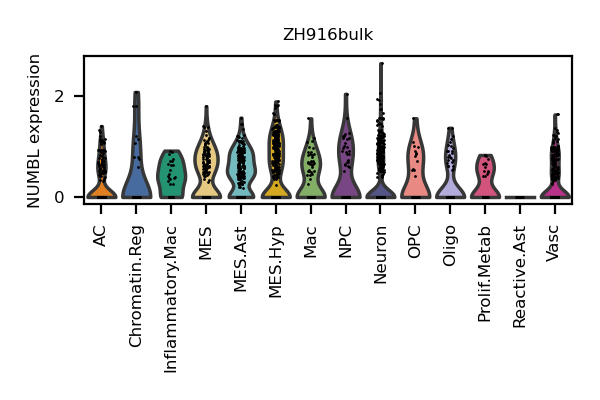 ZH916bulk
NUMBL expression
2
0
AC
Chromatin.Reg
Inflammatory.Mac
MES
MES.Ast
MES.Hyp
Mac
NPC
Neuron
OPC
Oligo
Prolif.Metab
Reactive.Ast
Vasc